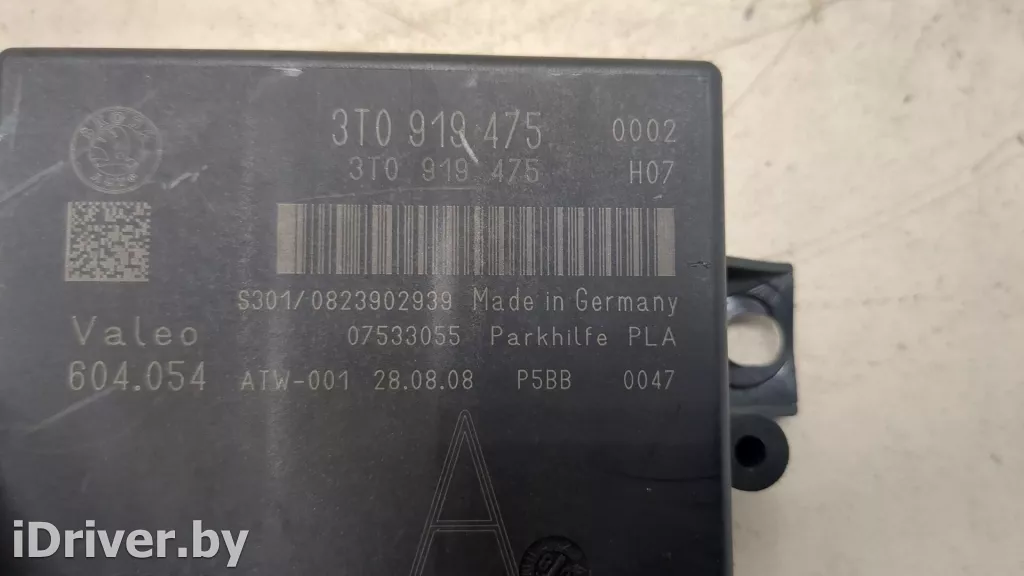 3T0 919 475 0002
3T0 919 475 H07
S301/0823902939 Made in Germany
Valeo 07533055 Parkhilfe PLA
604.054 ATW-001 28.08.08 P5BB 0047
A
iDriver.by